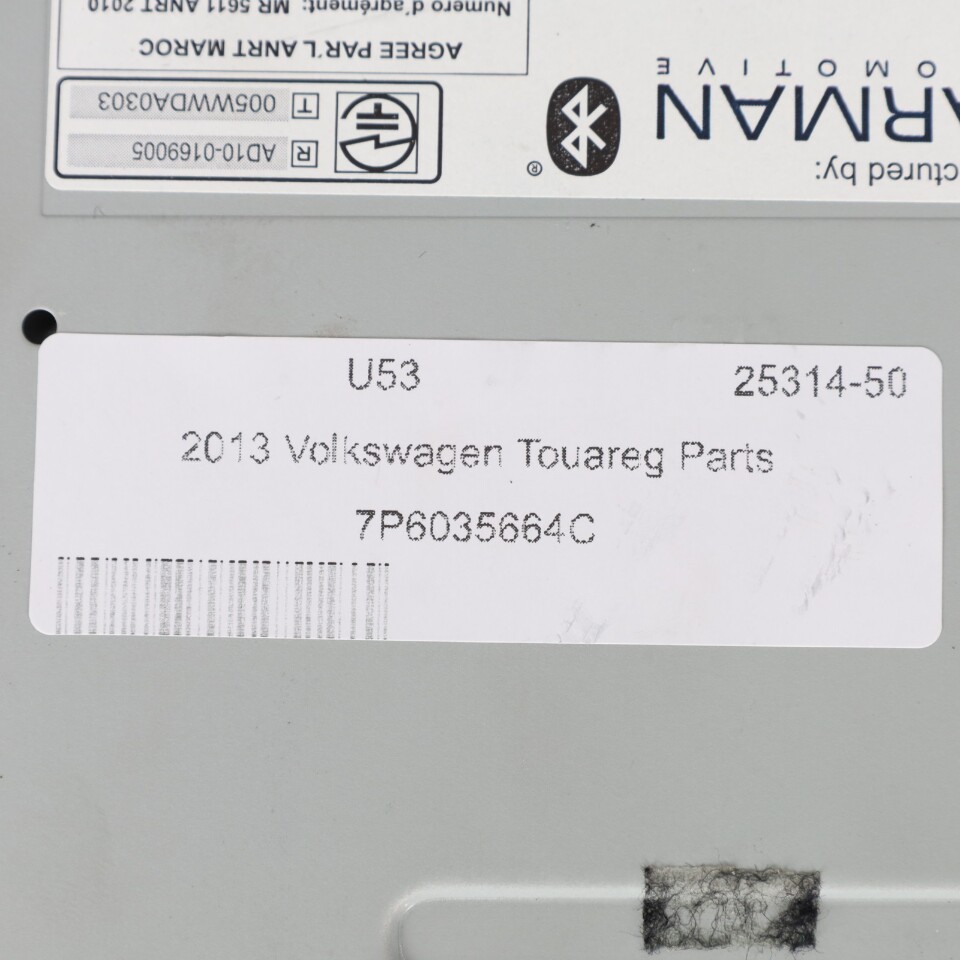 Numero d'agrément: MR 5611 ANRT 2010
AGREE PAR'L ANRT MAROC
T 005WWDA0303
R AD10-0169005
®
ARMAN
OMOTIVE
ctured by:
U53 25314-50
2013 Volkswagen Touareg Parts
7P6035664C